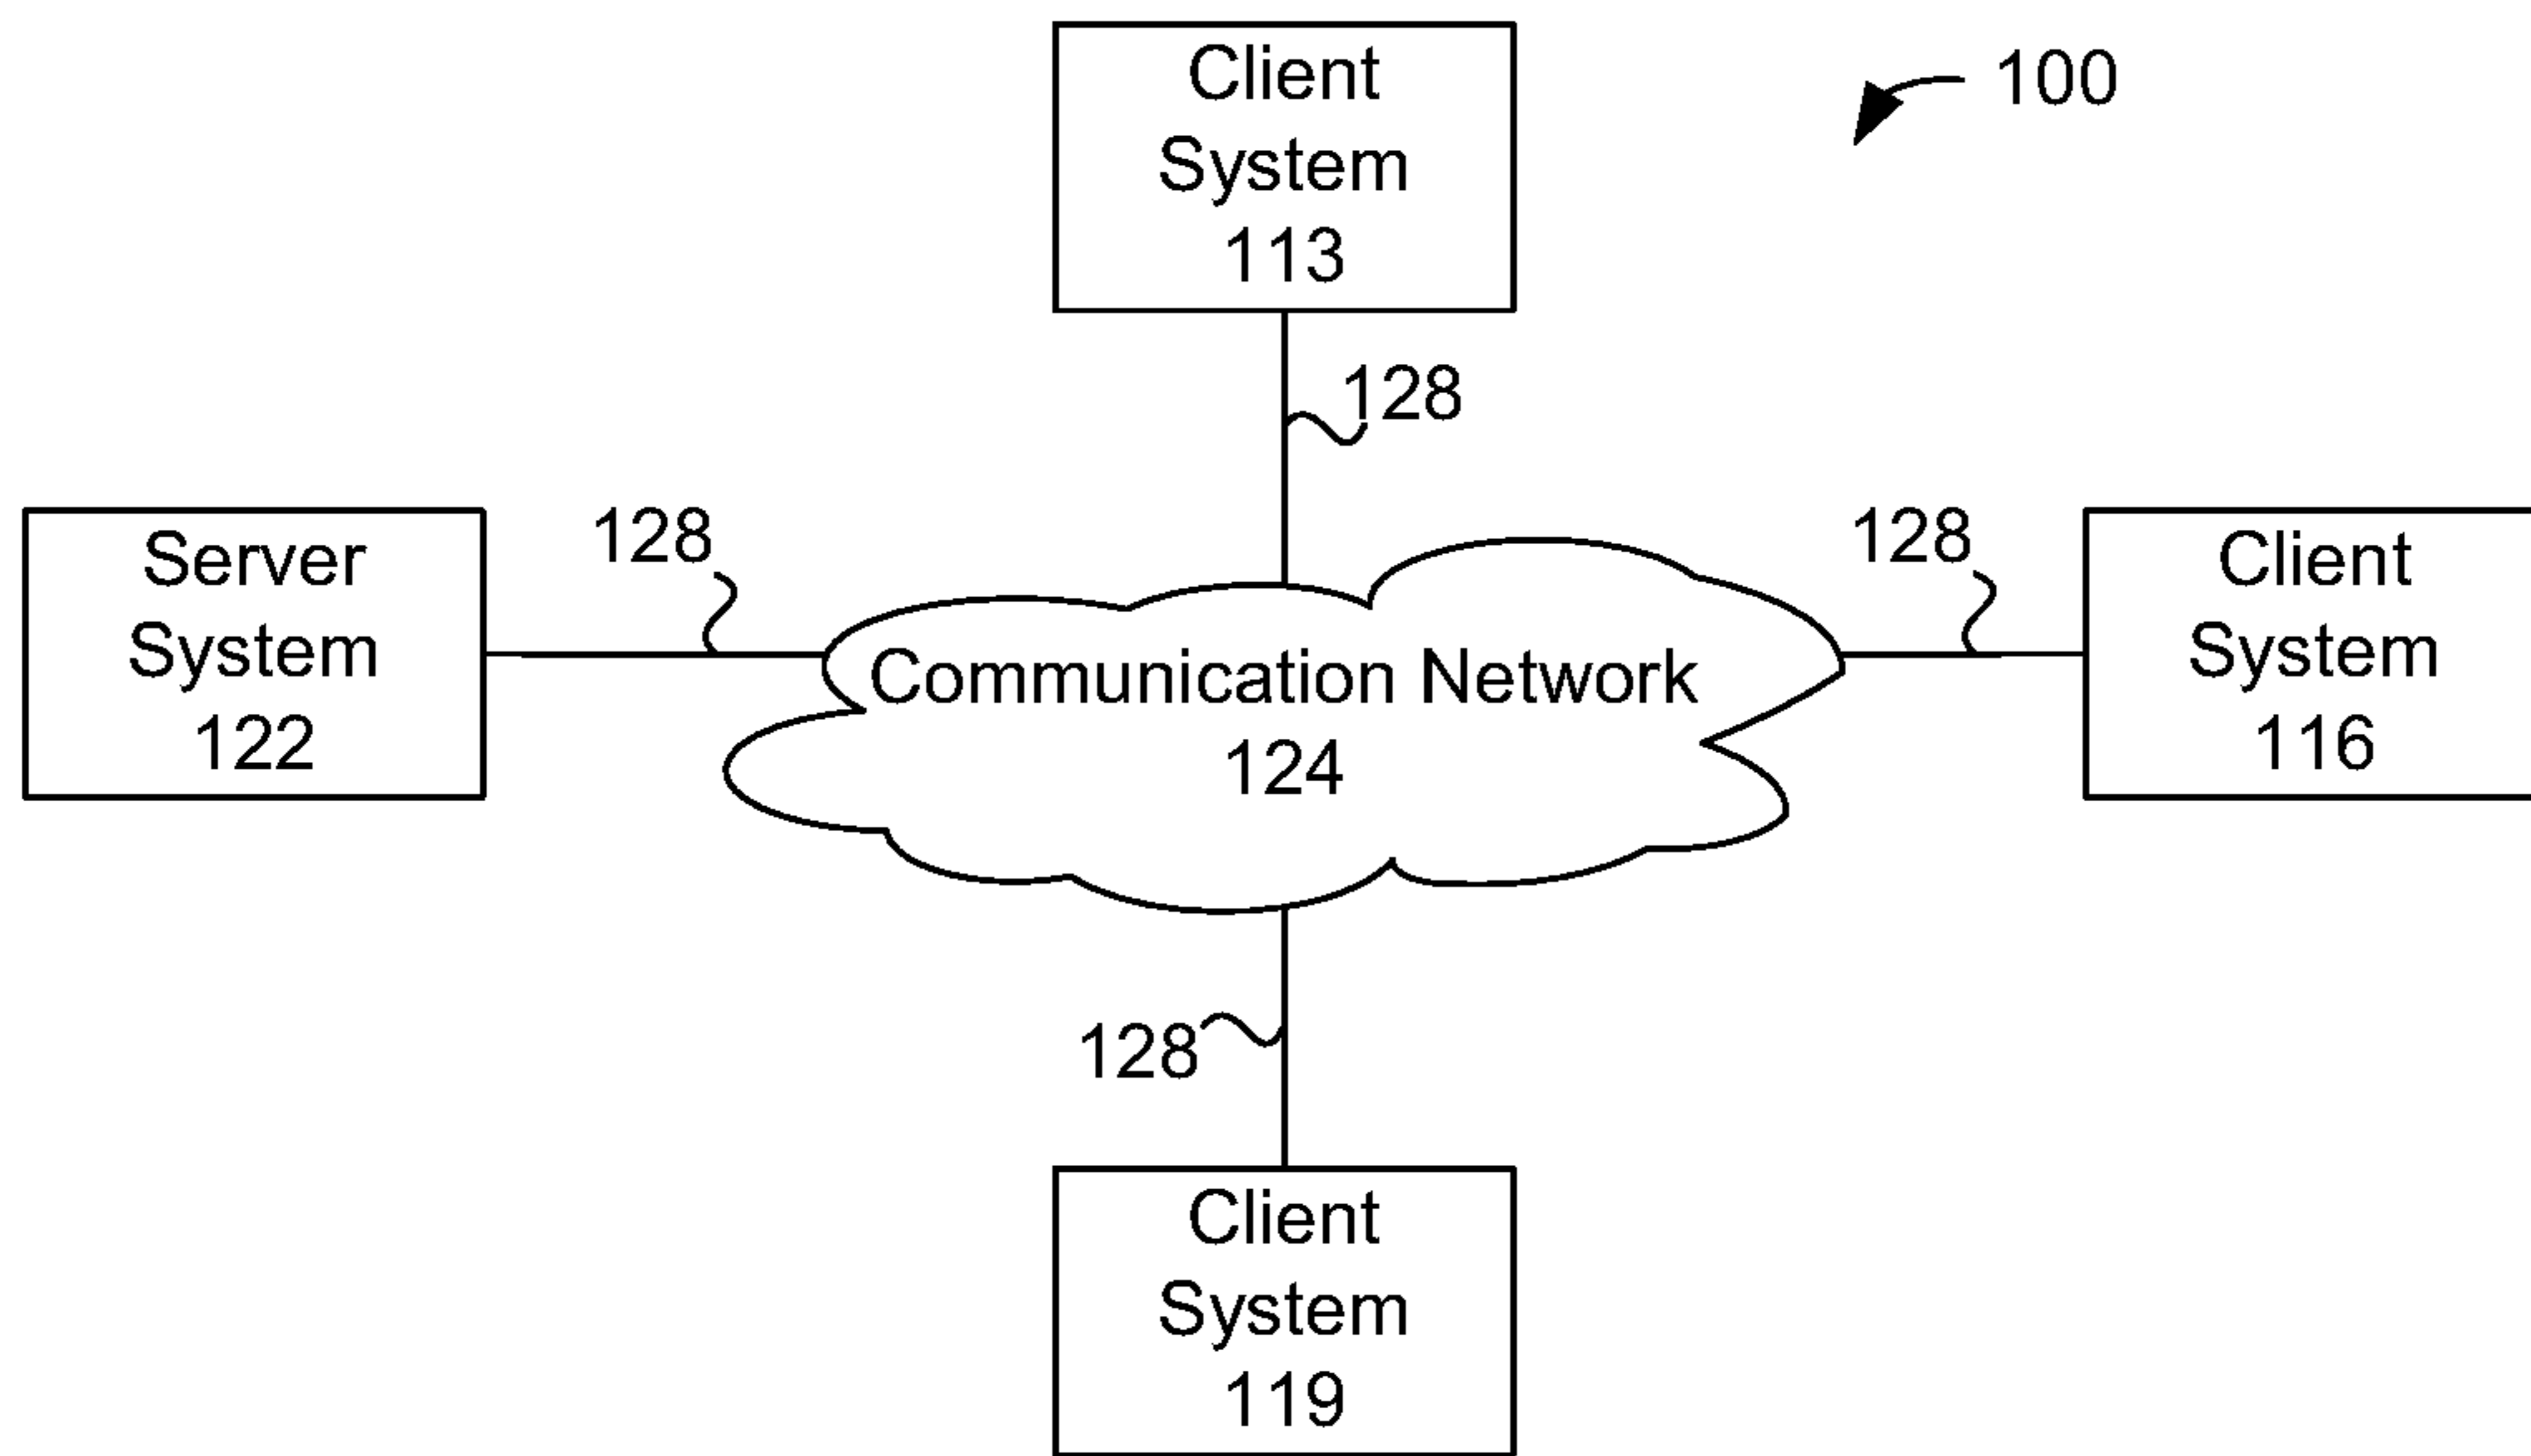 Client
System
113
100
128
Server
System
122
128
Communication Network
124
128
Client
System
116
128
Client
System
119